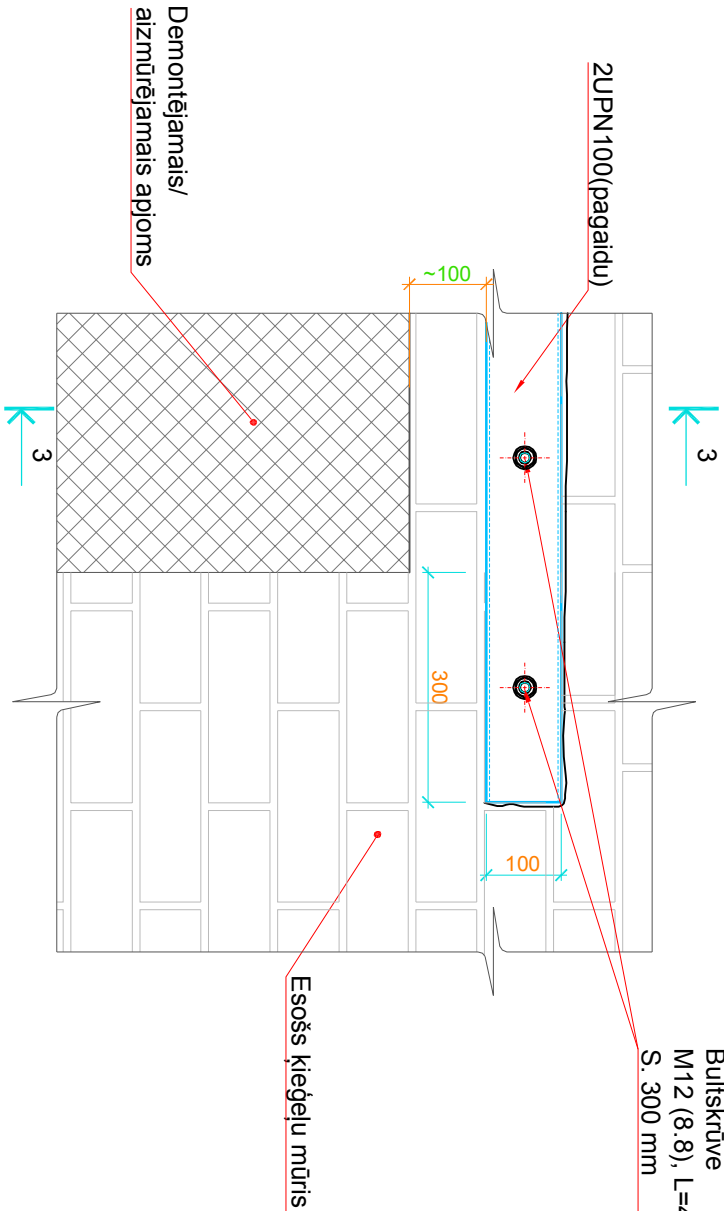 Bultskrūve
M12 (8.8), L=4
S. 300 mm
3
2UPN100(pagaidu)
100
Esošs ķieģeļu mūris
300
~100
Demontējamais/
aizmūrējamais apjoms
3